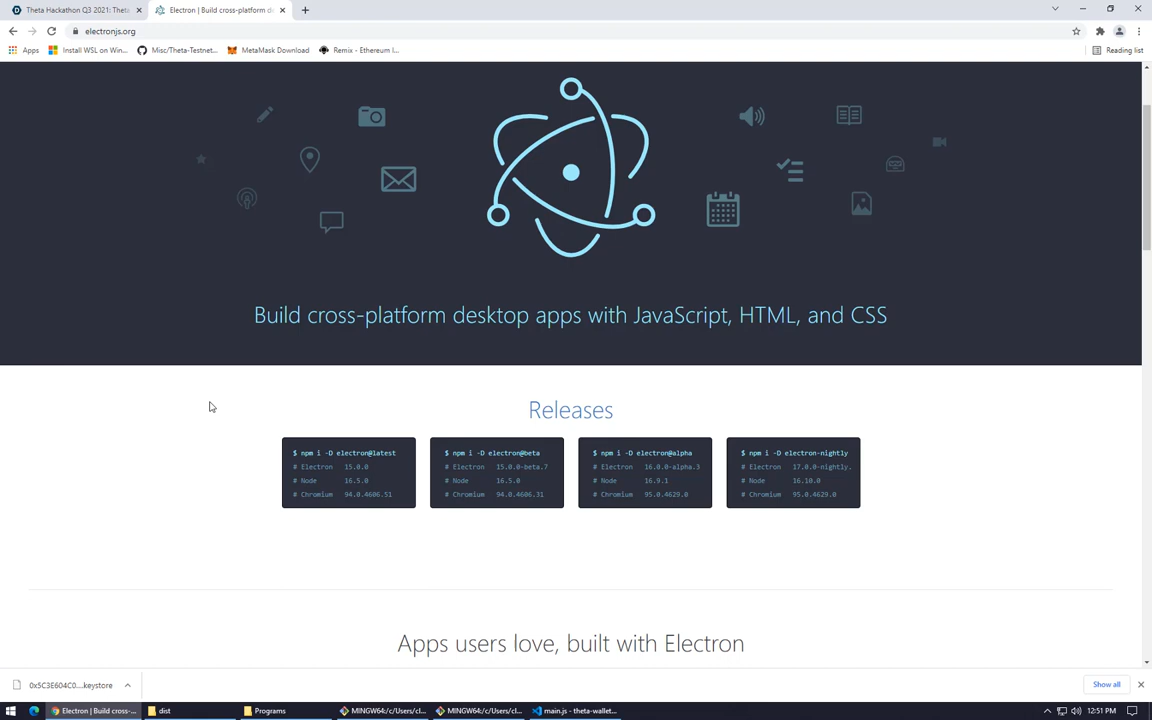 Theta Hackathon Q3 2021: Theta
Electron | Build cross-platform d
electronjs.org
Apps
Install WSL on Win...
Misc/Theta-Testnet...
MetaMask Download
Remix - Ethereum I...
Reading list
Build cross-platform desktop apps with JavaScript, HTML, and CSS
Releases
$ npm i -D electron@latest
# Electron 15.0.0
# Node 16.5.0
# Chromium 94.0.4606.51
$ npm i -D electron@beta
# Electron 15.0.0-beta.7
# Node 16.5.0
# Chromium 94.0.4606.31
$ npm i -D electron@alpha
# Electron 16.0.0-alpha.3
# Node 16.9.1
# Chromium 95.0.4629.0
$ npm i -D electron-nightly
# Electron 17.0.0-nightly.
# Node 16.10.0
# Chromium 95.0.4629.0
Apps users love, built with Electron
0x5C3E604C0....keystore
Show all
Electron | Build cross-...
dist
Programs
MINGW64:/c/Users/cl...
MINGW64:/c/Users/cl...
main.js - theta-wallet...
12:51 PM